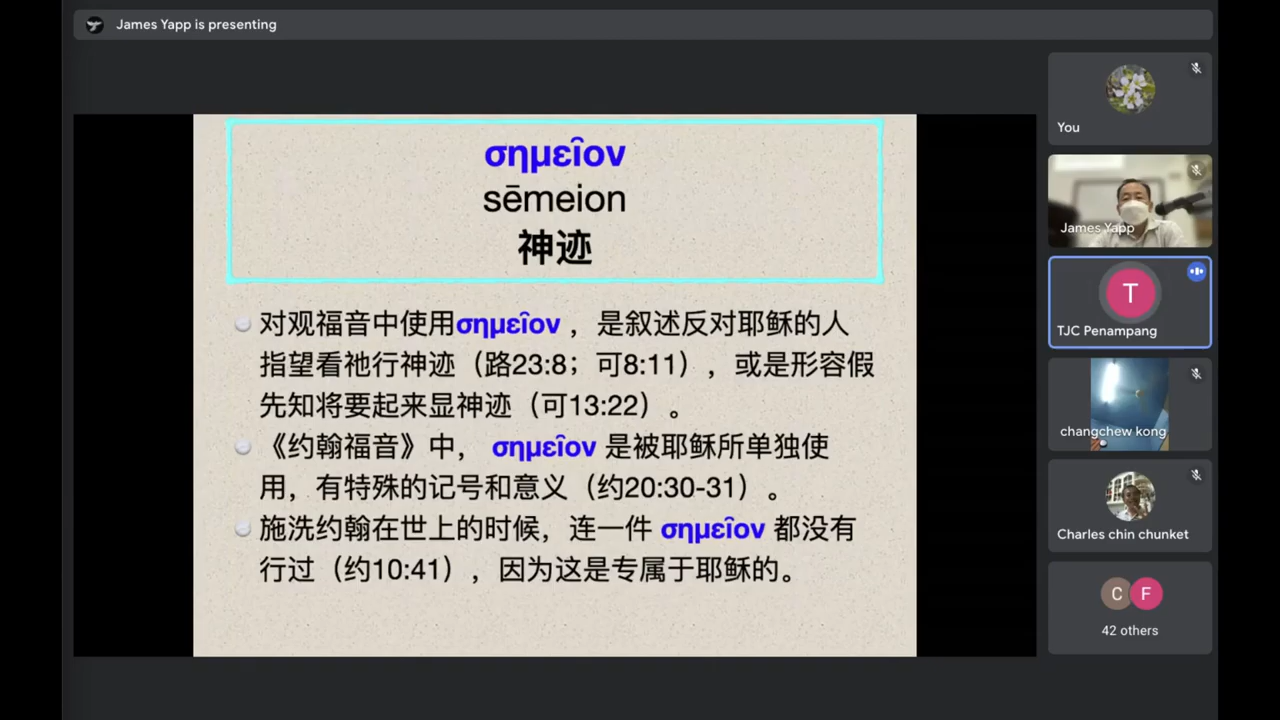 James Yapp is presenting
σημεῖον
sēmeion
神迹
对观福音中使用σημεῖον，是叙述反对耶稣的人
指望看祂行神迹（路23:8；可8:11），或是形容假
先知将要起来显神迹（可13:22）。
《约翰福音》中， σημεῖον 是被耶稣所单独使
用，有特殊的记号和意义（约20:30-31）。
施洗约翰在世上的时候，连一件 σημεῖον 都没有
行过（约10:41），因为这是专属于耶稣的。
You
James Yapp
T
TJC Penampang
changchew kong
Charles chin chunket
C F
42 others